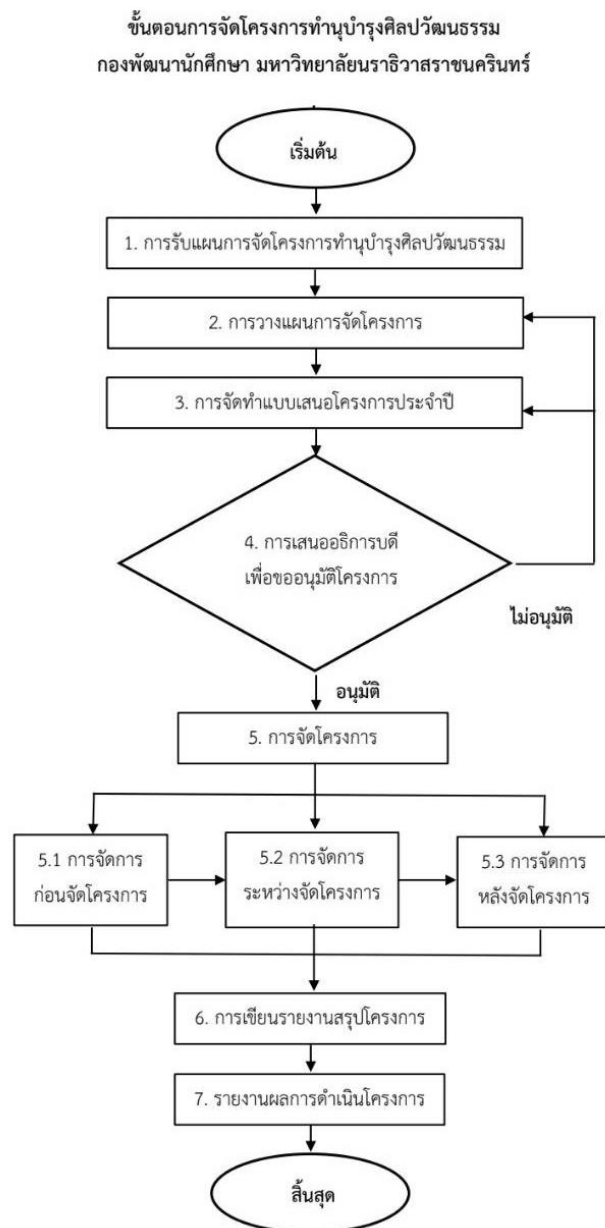 ขั้นตอนการจัดโครงการทำนุบำรุงศิลปวัฒนธรรม
กองพัฒนานักศึกษา มหาวิทยาลัยนราธิวาสราชนครินทร์
เริ่มต้น
1. การรับแผนการจัดโครงการทำนุบำรุงศิลปวัฒนธรรม
2. การวางแผนการจัดโครงการ
3. การจัดทำแบบเสนอโครงการประจำปี
4. การเสนออธิการบดี
เพื่อขออนุมัติโครงการ
ไม่อนุมัติ
อนุมัติ
5. การจัดโครงการ
5.1 การจัดการ
ก่อนจัดโครงการ
5.2 การจัดการ
ระหว่างจัดโครงการ
5.3 การจัดการ
หลังจัดโครงการ
6. การเขียนรายงานสรุปโครงการ
7. รายงานผลการดำเนินโครงการ
สิ้นสุด